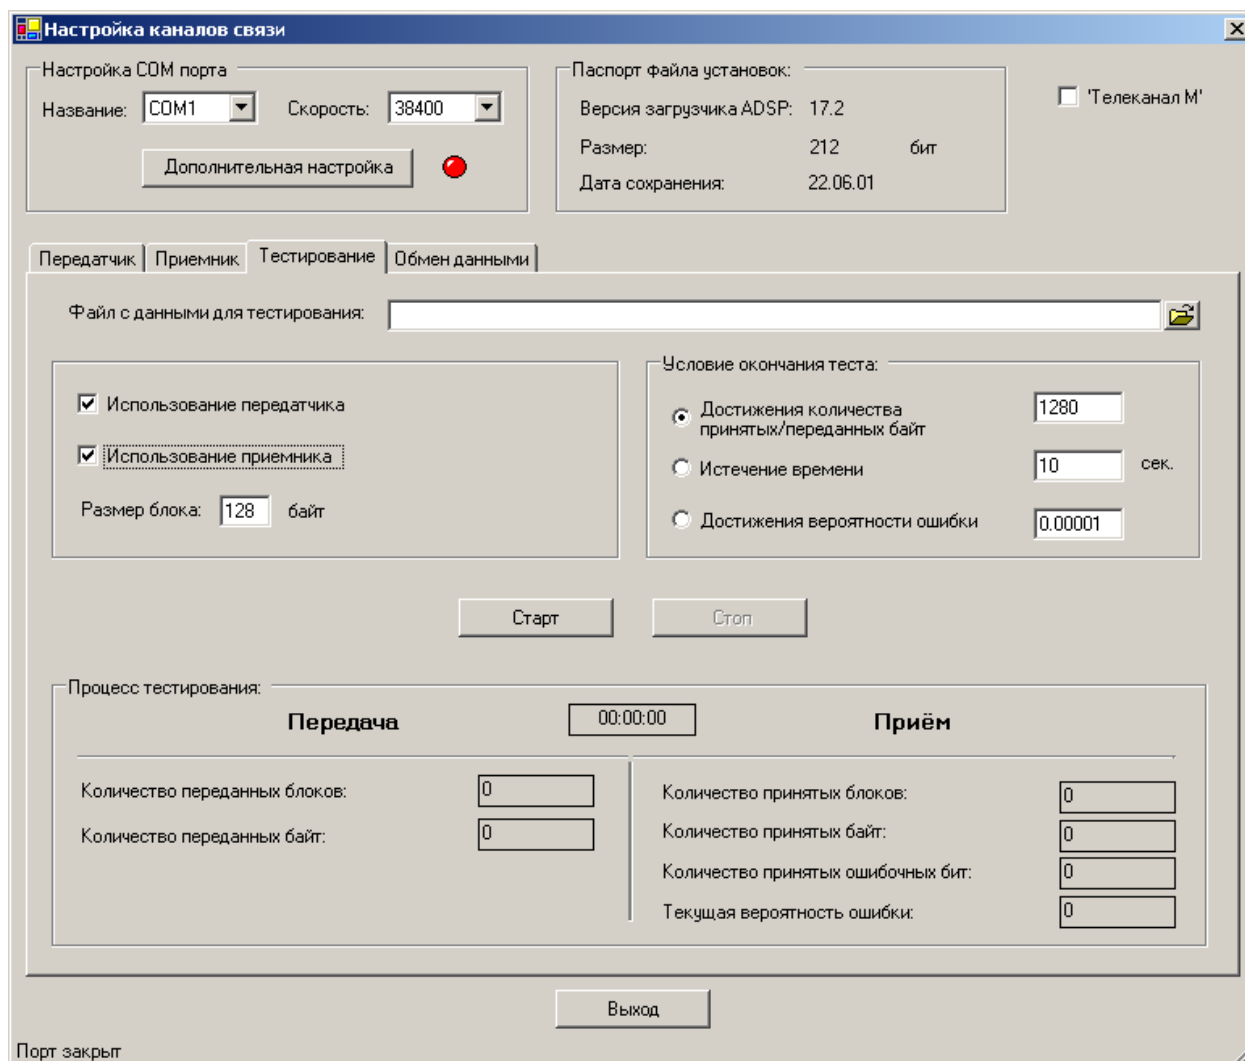 Настройка каналов связи
Настройка COM порта
Название: COM1 Скорость: 38400
Дополнительная настройка
Паспорт файла установок:
Версия загрузчика ADSP: 17.2
Размер: 212 бит
Дата сохранения: 22.06.01
'Телеканал М'
Передатчик Приемник Тестирование Обмен данными
Файл с данными для тестирования:
Использование передатчика
Использование приемника
Размер блока: 128 байт
Условие окончания теста:
Достижения количества
принятых/переданных байт 1280
Истечение времени 10 сек.
Достижения вероятности ошибки 0.00001
Старт Стоп
Процесс тестирования:
Передача 00:00:00 Приём
Количество переданных блоков: 0
Количество переданных байт: 0
Количество принятых блоков: 0
Количество принятых байт: 0
Количество принятых ошибочных бит: 0
Текущая вероятность ошибки: 0
Выход
Порт закрыт